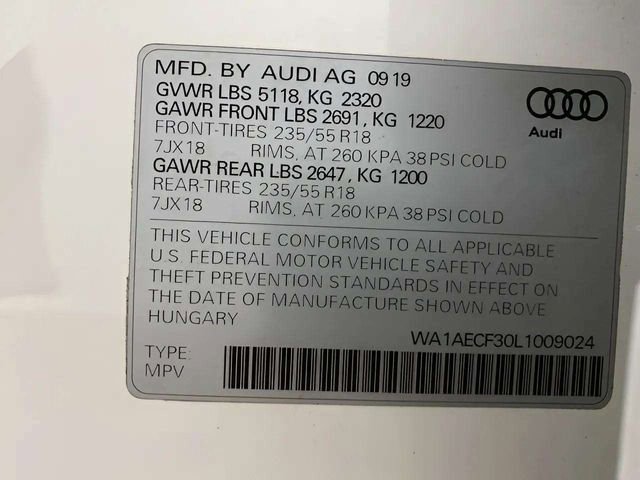 MFD. BY AUDI AG 09 19
GVWR LBS 5118, KG 2320
GAWR FRONT LBS 2691, KG 1220
FRONT-TIRES 235/55 R18
7JX18 RIMS, AT 260 KPA 38 PSI COLD
GAWR REAR LBS 2647, KG 1200
REAR-TIRES 235/55 R18
7JX18 RIMS, AT 260 KPA 38 PSI COLD
Audi
THIS VEHICLE CONFORMS TO ALL APPLICABLE
U.S. FEDERAL MOTOR VEHICLE SAFETY AND
THEFT PREVENTION STANDARDS IN EFFECT ON
THE DATE OF MANUFACTURE SHOWN ABOVE
HUNGARY
WA1AECF30L1009024
TYPE:
MPV